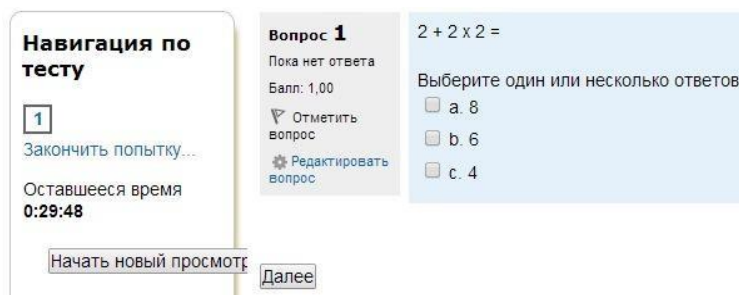 Навигация по
тесту
1
Закончить попытку...
Оставшееся время
0:29:48
Начать новый просмотр
Вопрос 1
Пока нет ответа
Балл: 1,00
Отметить
вопрос
Редактировать
вопрос
2 + 2 x 2 =
Выберите один или несколько ответов
a. 8
b. 6
c. 4
Далее